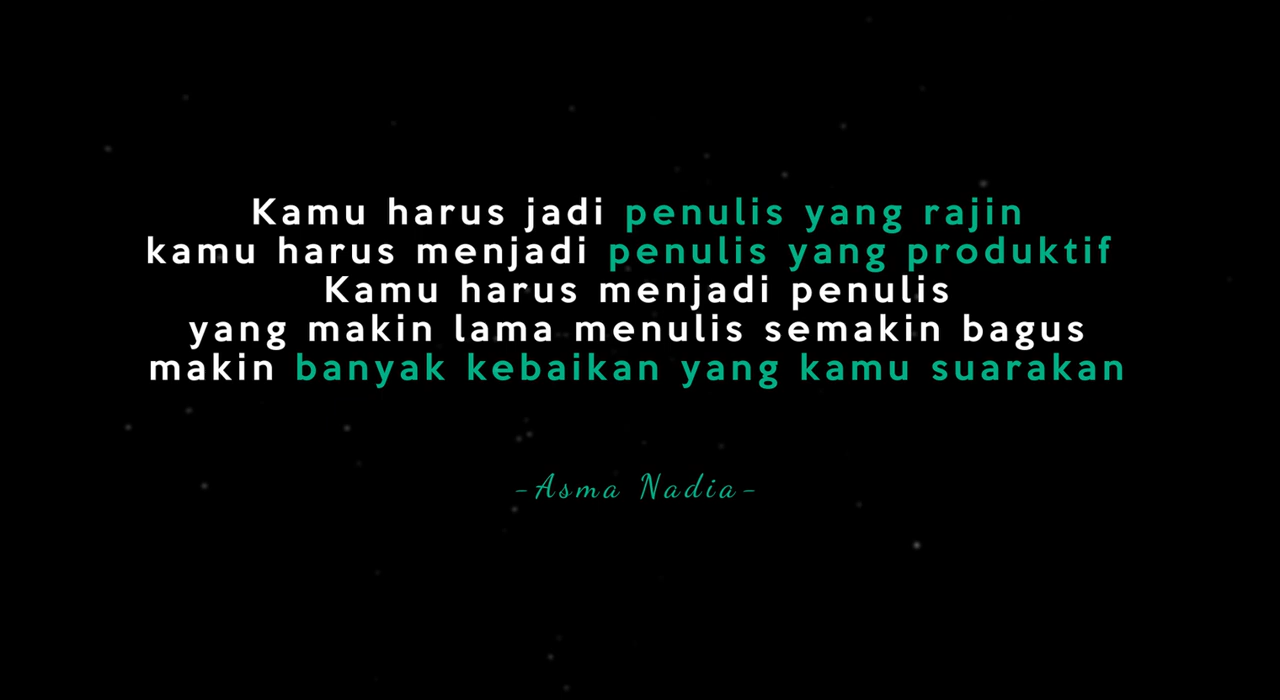 Kamu harus jadi penulis yang rajin
kamu harus menjadi penulis yang produktif
Kamu harus menjadi penulis
yang makin lama menulis semakin bagus
makin banyak kebaikan yang kamu suarakan
-Asma Nadia-